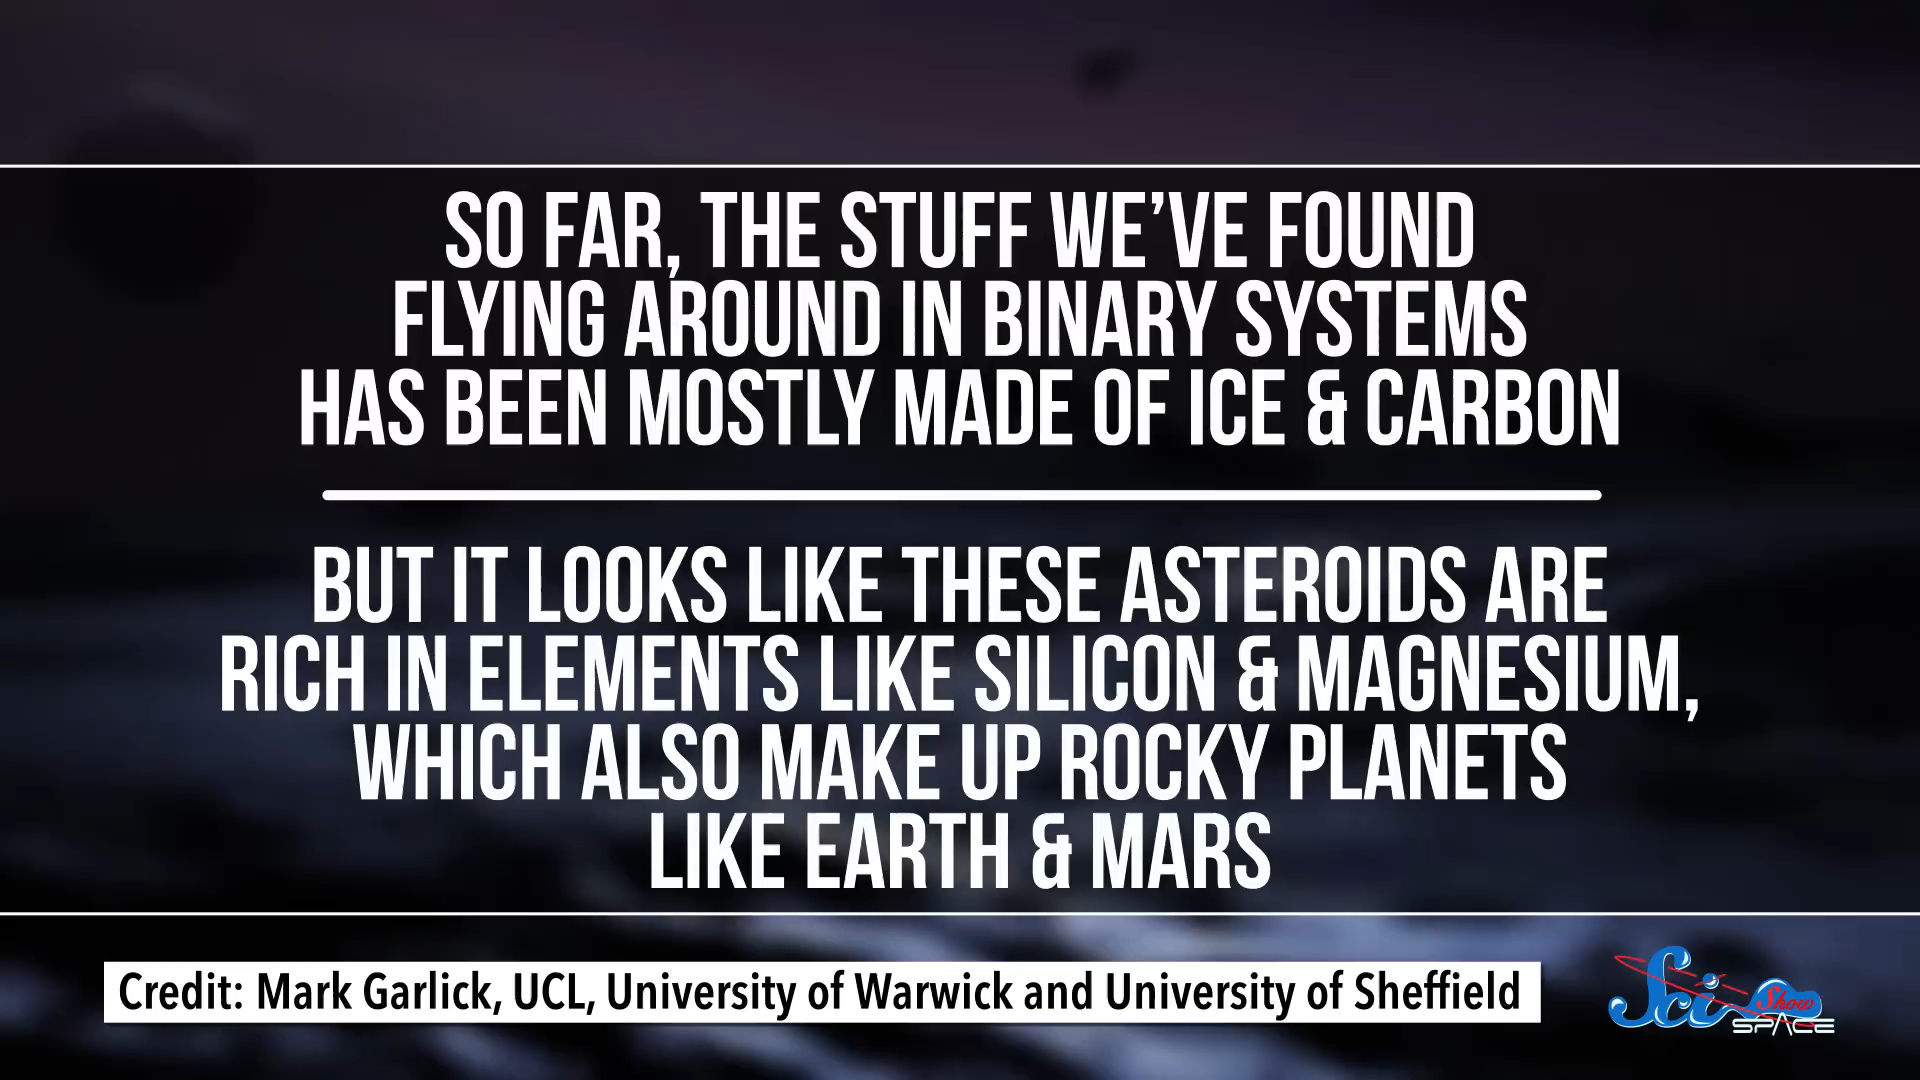 SO FAR, THE STUFF WE'VE FOUND
FLYING AROUND IN BINARY SYSTEMS
HAS BEEN MOSTLY MADE OF ICE & CARBON
BUT IT LOOKS LIKE THESE ASTEROIDS ARE
RICH IN ELEMENTS LIKE SILICON & MAGNESIUM,
WHICH ALSO MAKE UP ROCKY PLANETS
LIKE EARTH & MARS
Credit: Mark Garlick, UCL, University of Warwick and University of Sheffield
Sci Show
SPACE